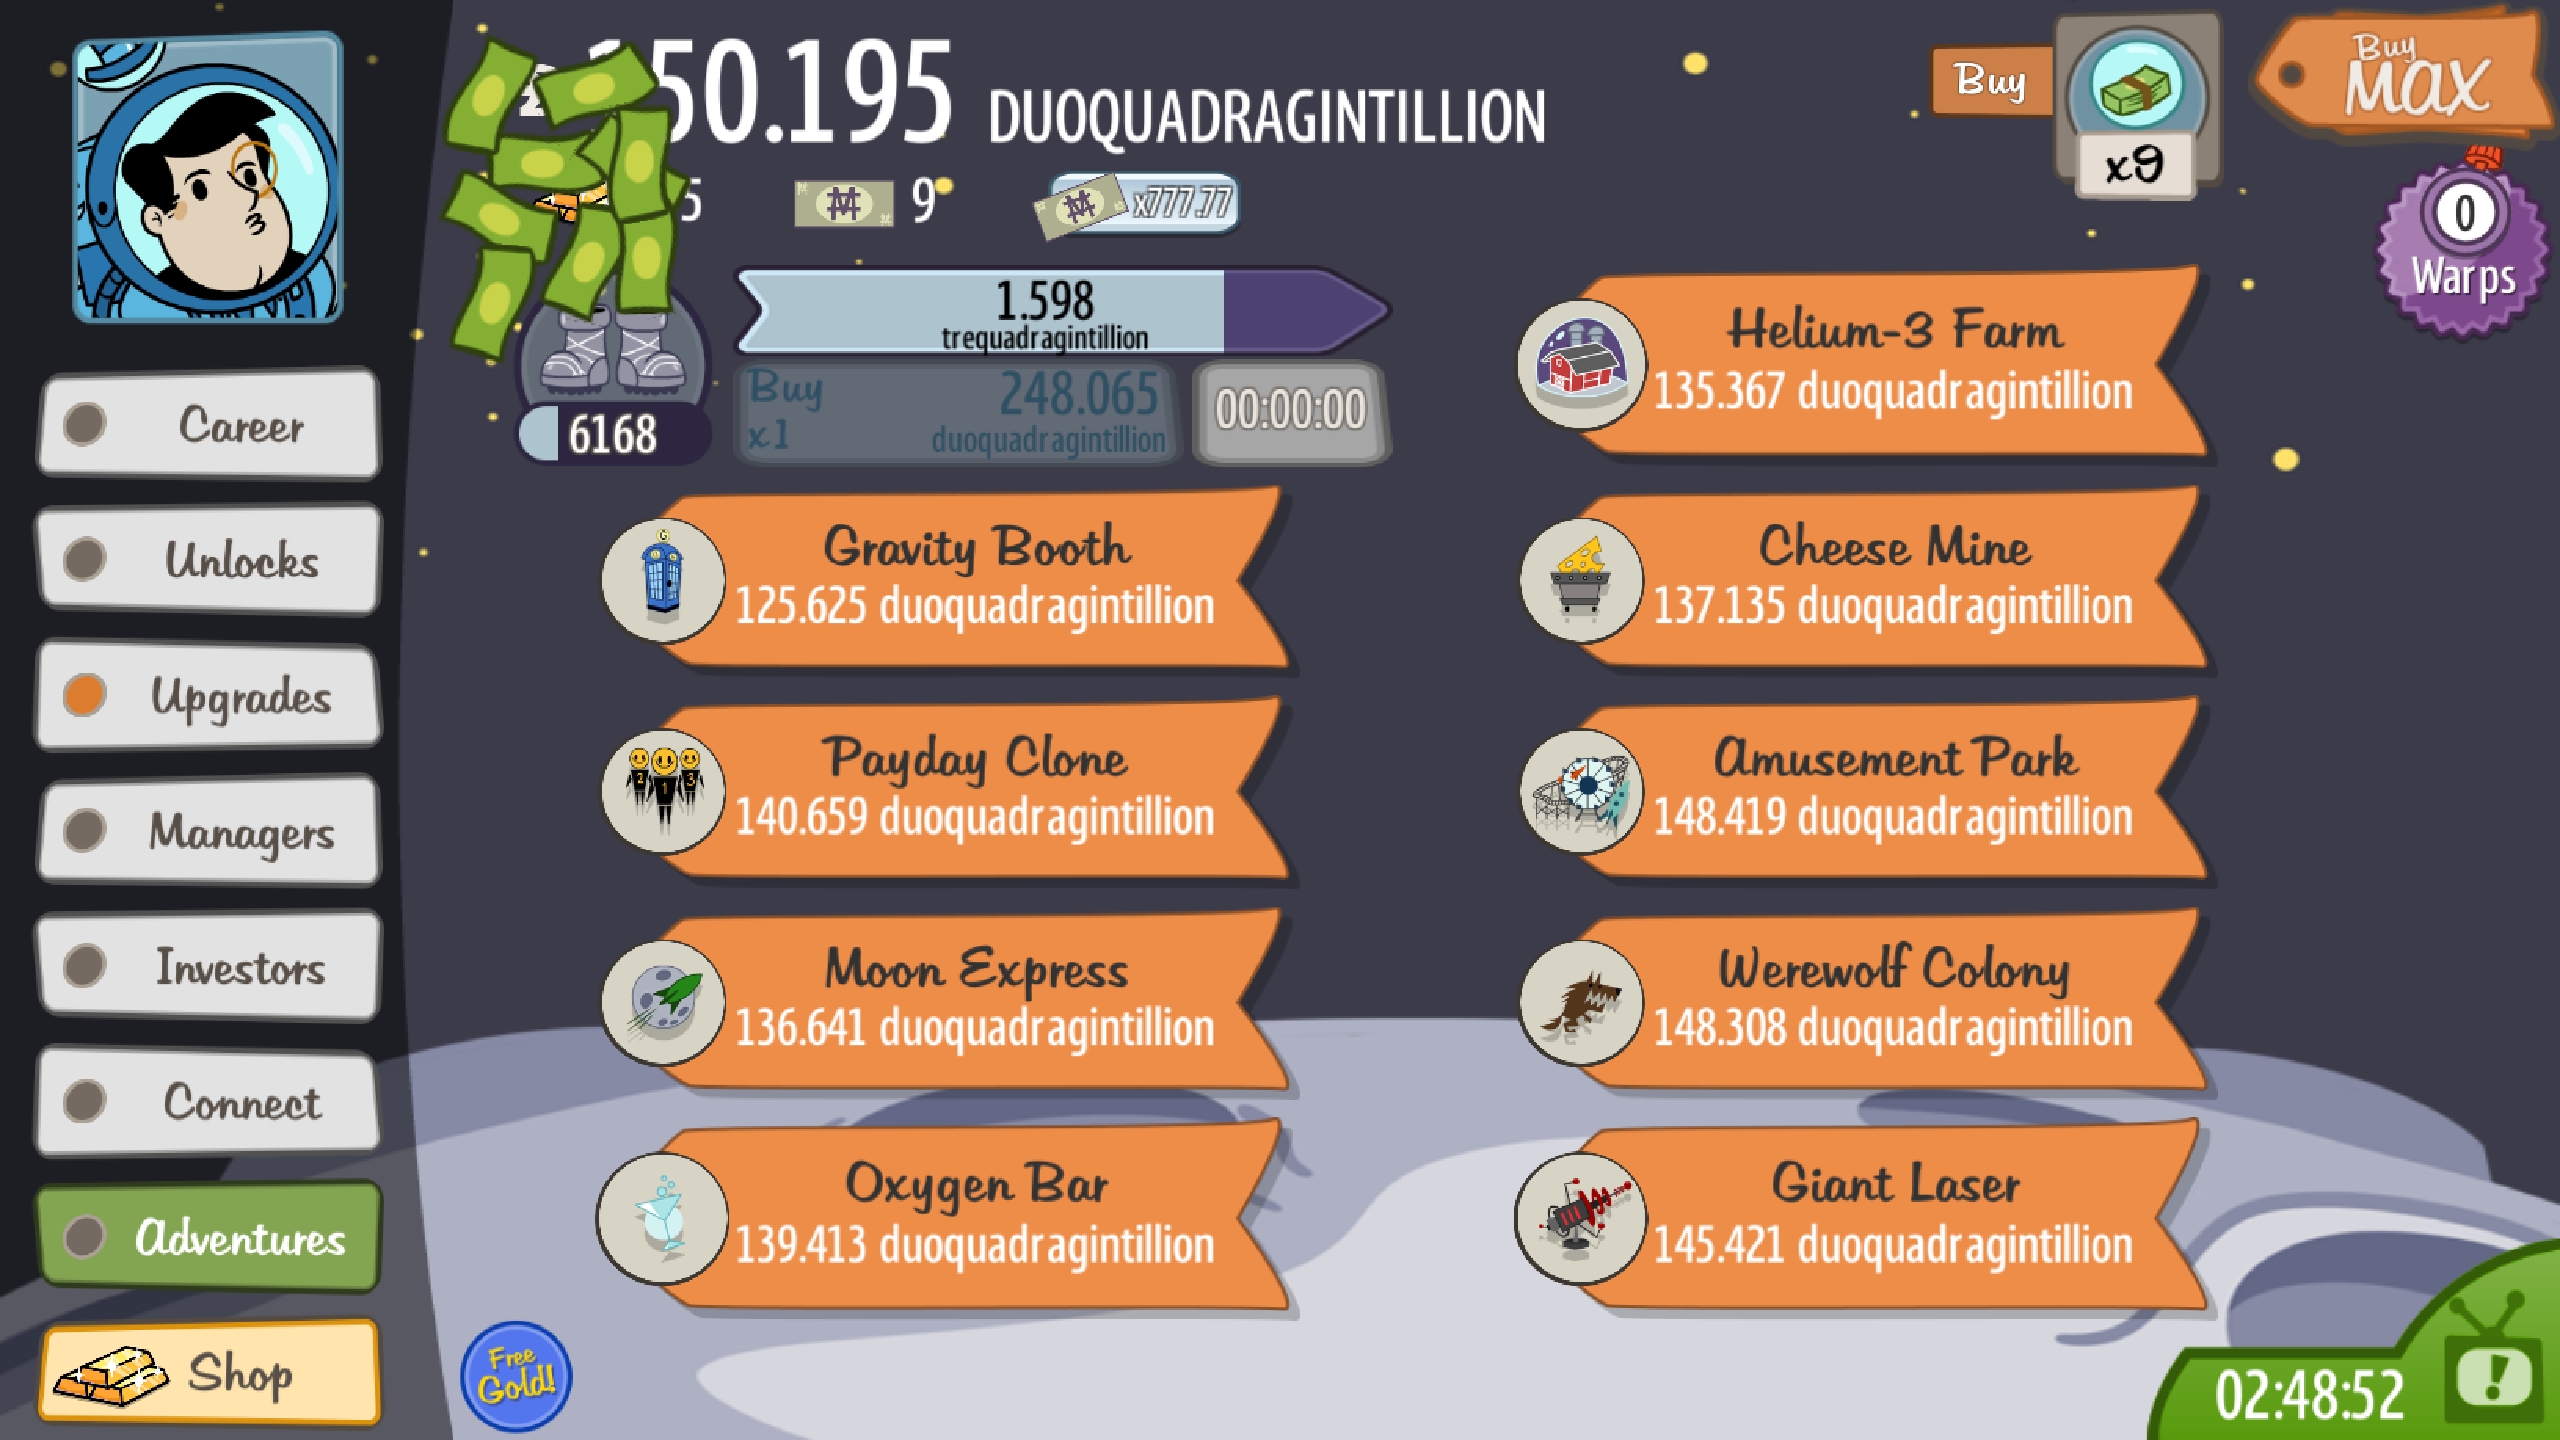 50.195 DUOQUADRAGINTILLION
Buy
x9
Buy
MAX
5
9
x777.77
0
Warps
1.598
trequadragintillion
Buy
x1
248.065
duoquadragintillion
00:00:00
6168
Helium-3 Farm
135.367 duoquadragintillion
Gravity Booth
125.625 duoquadragintillion
Cheese Mine
137.135 duoquadragintillion
Payday Clone
140.659 duoquadragintillion
Amusement Park
148.419 duoquadragintillion
Moon Express
136.641 duoquadragintillion
Werewolf Colony
148.308 duoquadragintillion
Oxygen Bar
139.413 duoquadragintillion
Giant Laser
145.421 duoquadragintillion
Career
Unlocks
Upgrades
Managers
Investors
Connect
Adventures
Shop
Free
Gold!
02:48:52